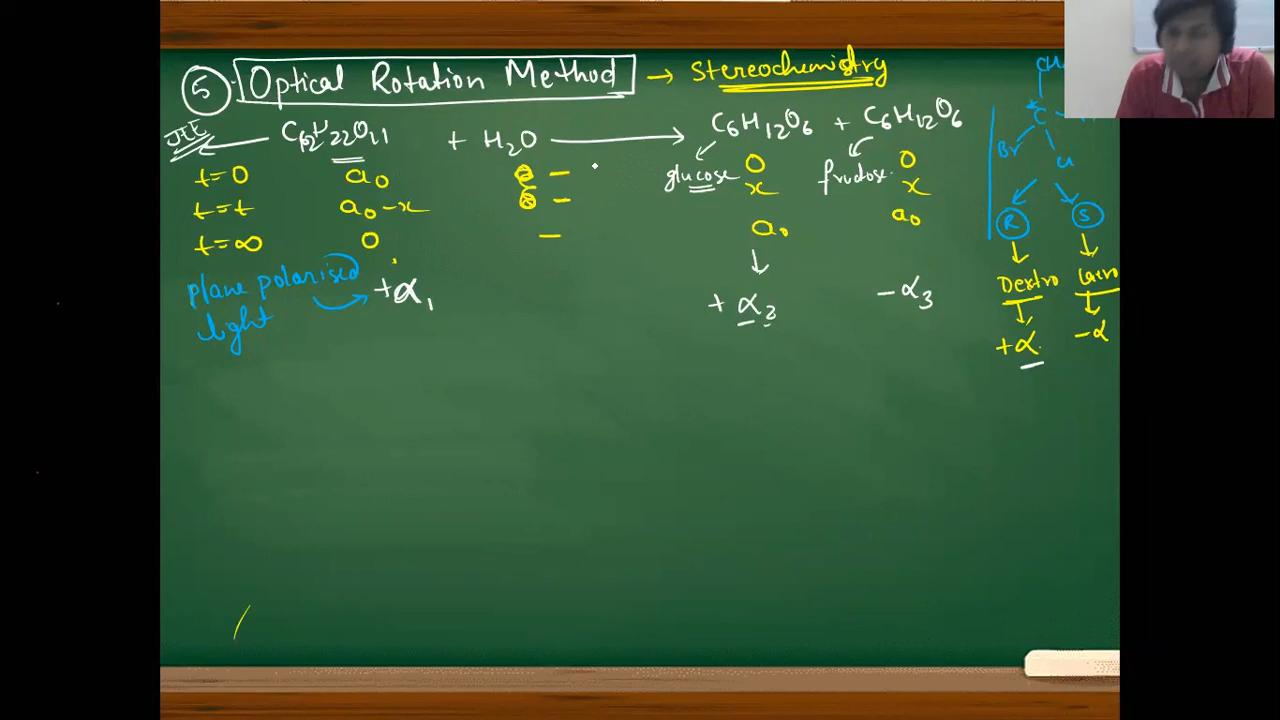 5 Optical Rotation Method → Stereochemistry
JEE ← C12H22O11 + H2O → C6H12O6 + C6H12O6
glucose fructose
t=0 a0 – 0 0
t=t a0-x – x x
t=∞ 0 – a0 a0
plane polarised light → +α1 +α2 -α3
C
Br Cl
R S
Dextro Laevo
+α -α